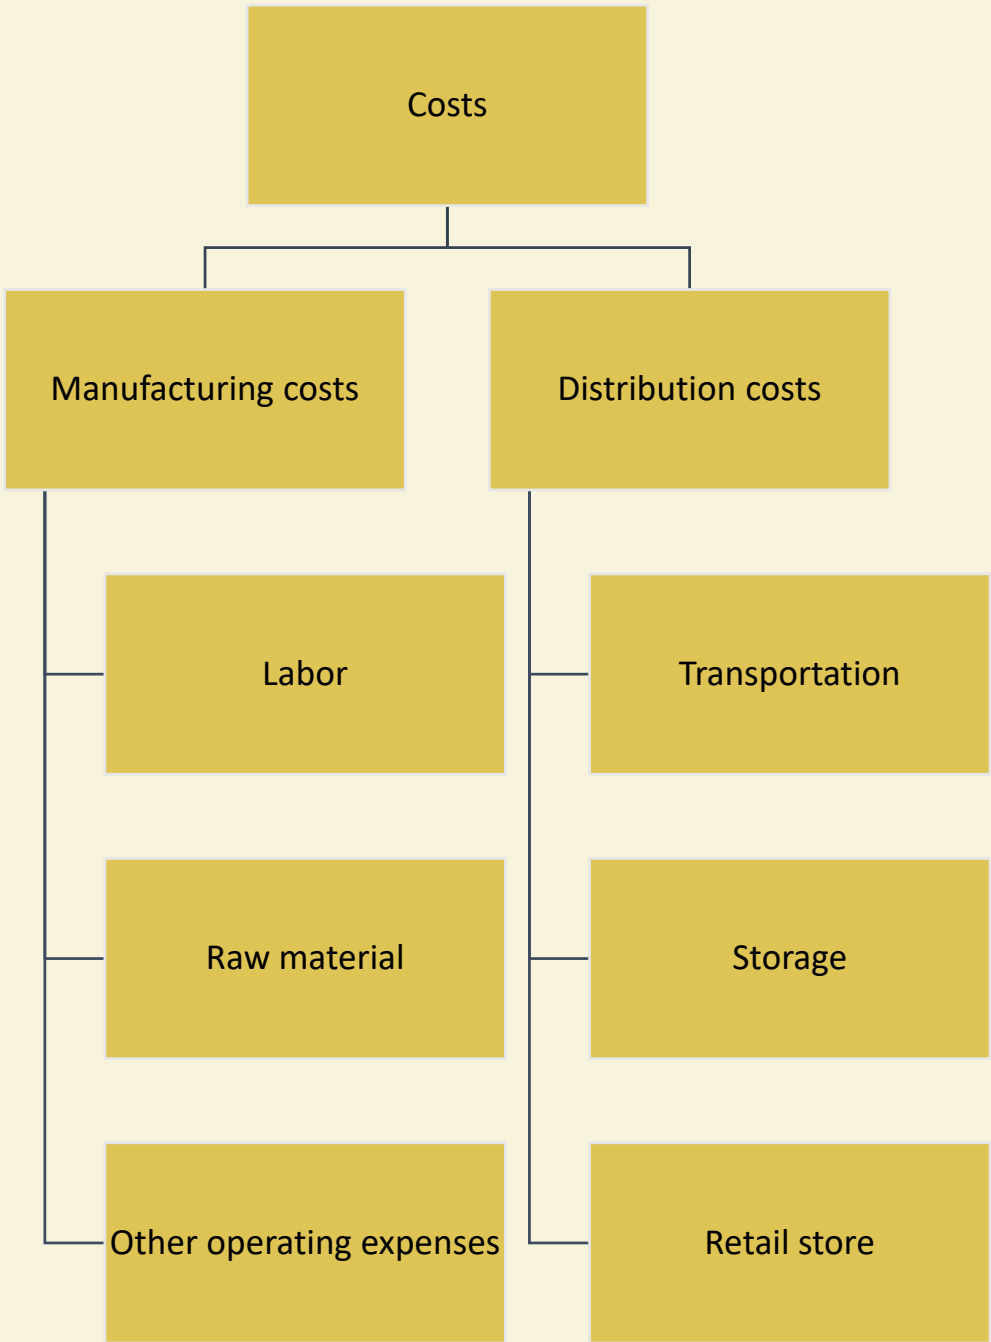 Costs
Manufacturing costs
Distribution costs
Labor
Transportation
Raw material
Storage
Other operating expenses
Retail store